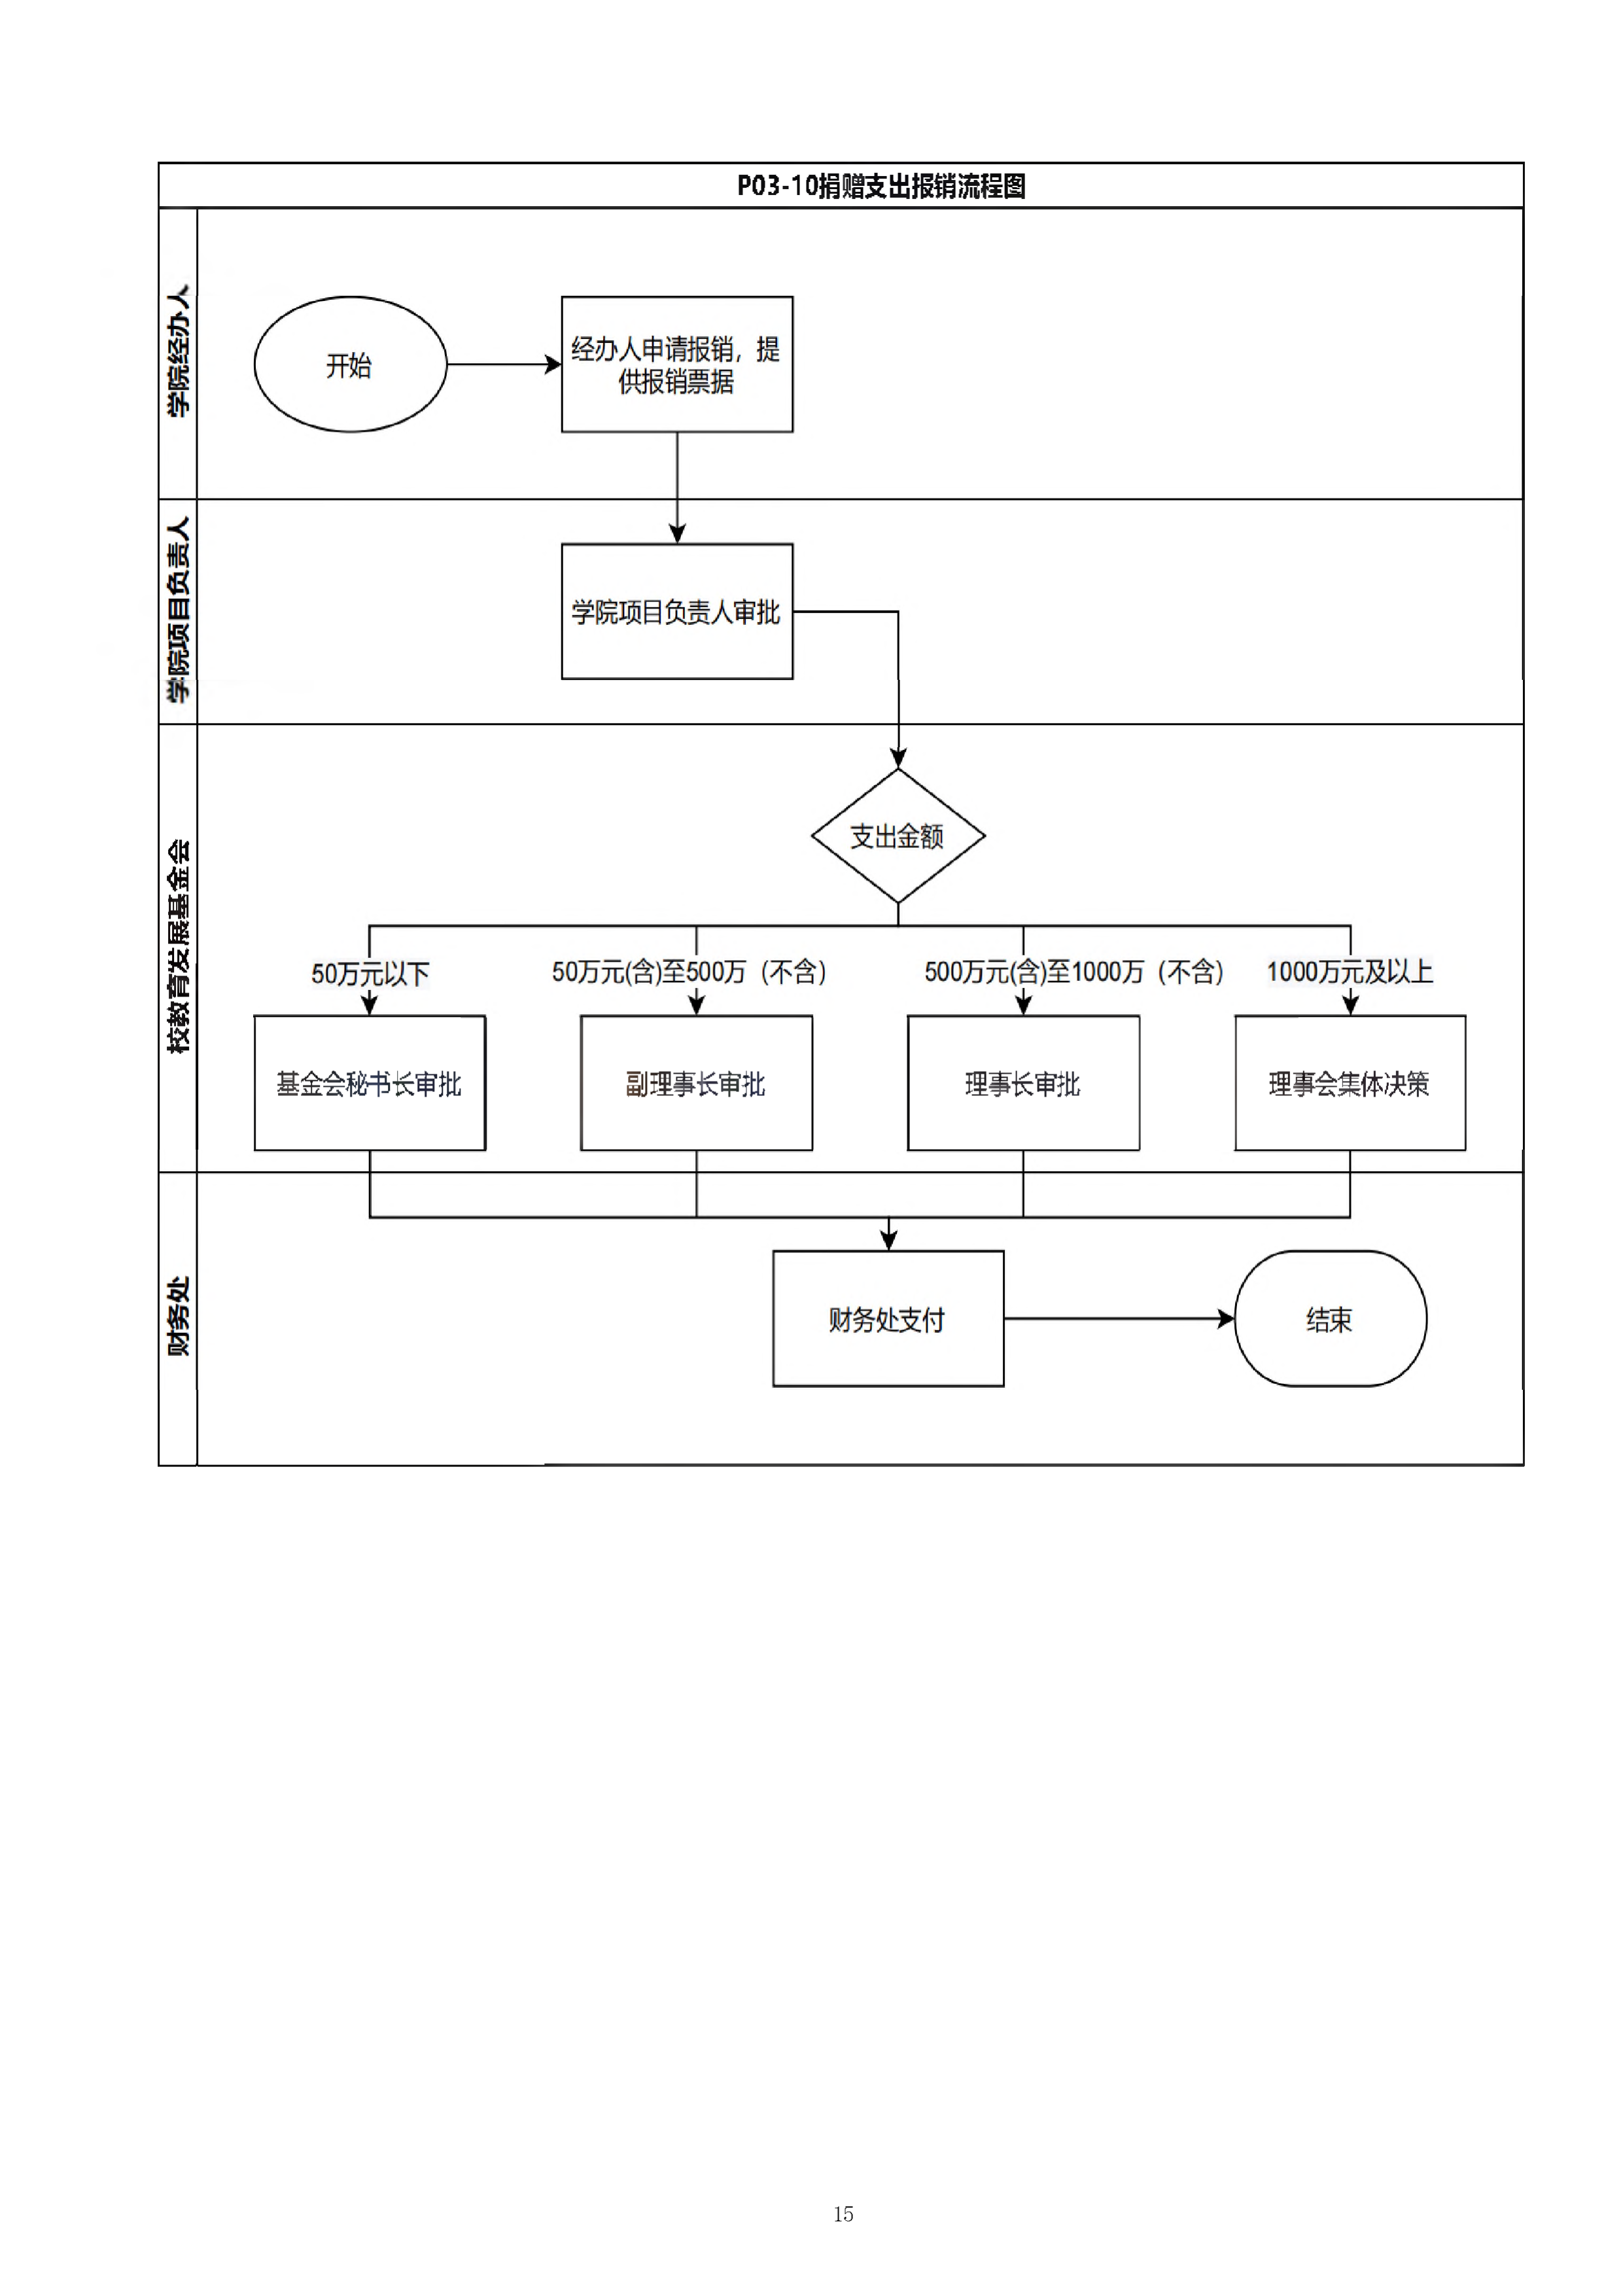 P03-10捐赠支出报销流程图
学院经办人
开始
经办人申请报销，提
供报销票据
学院项目负责人
学院项目负责人审批
校教育发展基金会
支出金额
50万元以下
50万元(含)至500万（不含）
500万元(含)至1000万（不含）
1000万元及以上
基金会秘书长审批
副理事长审批
理事长审批
理事会集体决策
财务处
财务处支付
结束
15